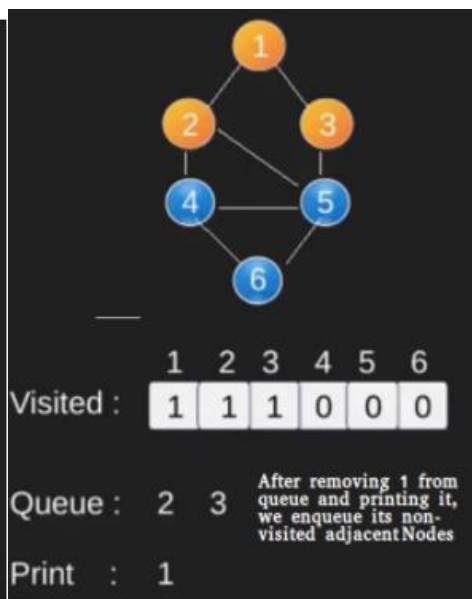 1
2 3
4 5
6
1 2 3 4 5 6
Visited : 1 1 1 0 0 0
Queue : 2 3
After removing 1 from
queue and printing it,
we enqueue its non-
visited adjacent Nodes
Print : 1